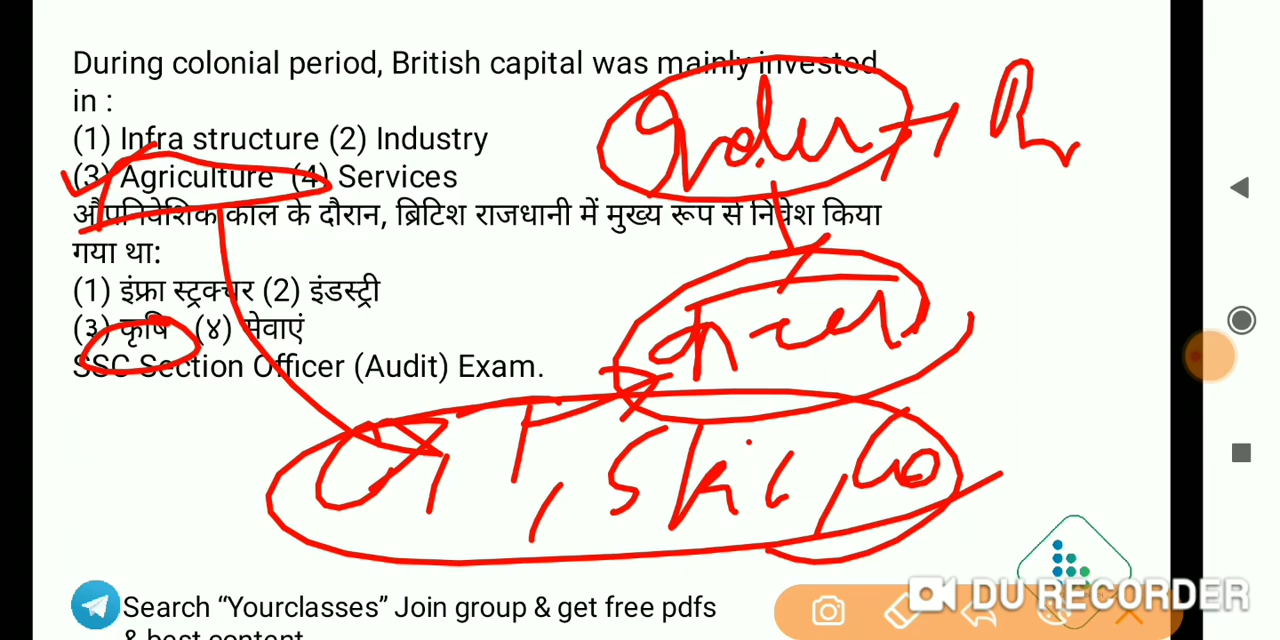 During colonial period, British capital was mainly invested
in :
(1) Infra structure (2) Industry
(3) Agriculture (4) Services
औपनिवेशिक काल के दौरान, ब्रिटिश राजधानी में मुख्य रूप से निवेश किया
गया था:
(1) इंफ्रा स्ट्रक्चर (2) इंडस्ट्री
(३) कृषि (४) सेवाएं
SSC Section Officer (Audit) Exam.
Search “Yourclasses” Join group & get free pdfs
& best content
DU RECORDER